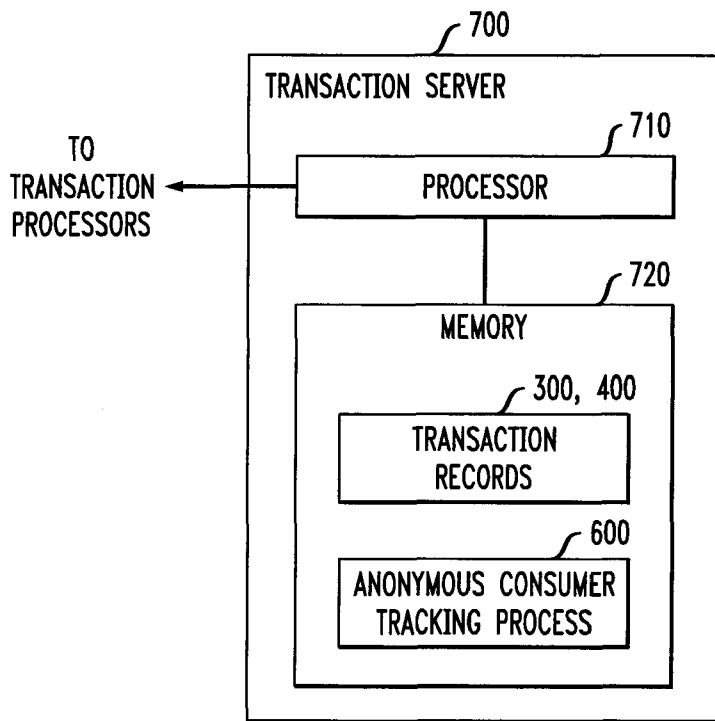 700
TRANSACTION SERVER
710
TO
TRANSACTION
PROCESSORS
PROCESSOR
720
MEMORY
300, 400
TRANSACTION
RECORDS
600
ANONYMOUS CONSUMER
TRACKING PROCESS